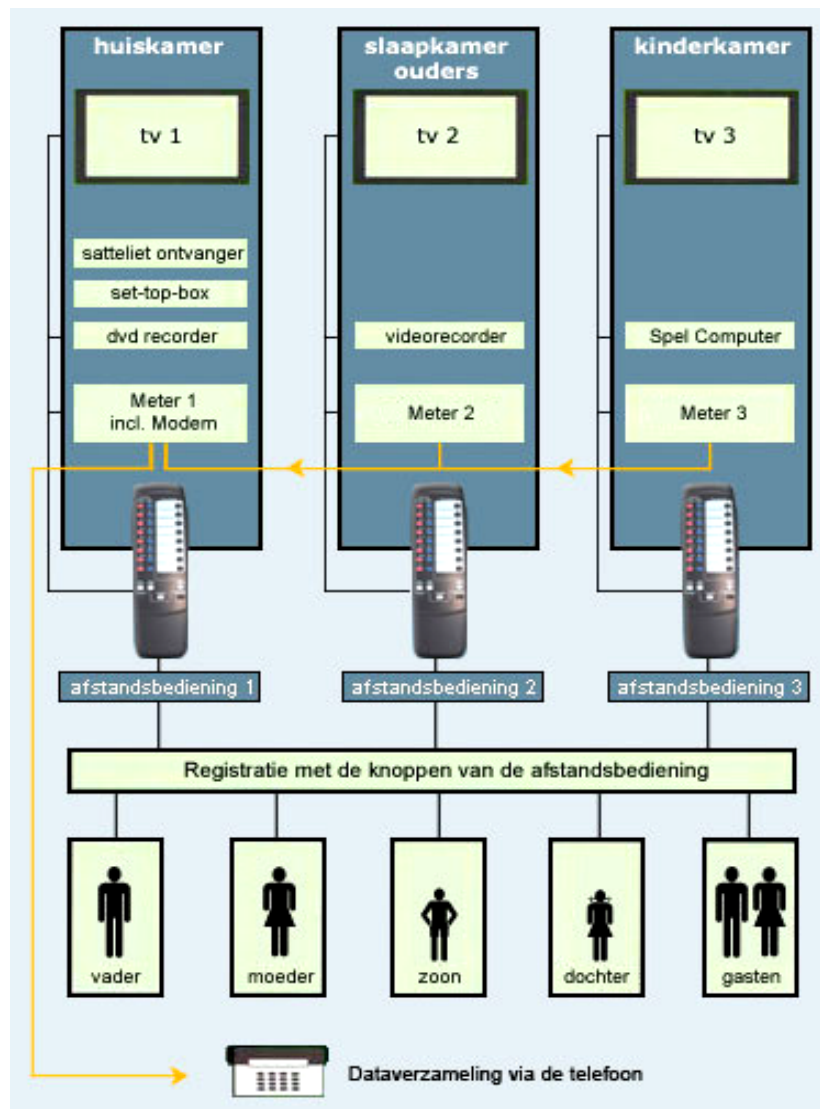 huiskamer
slaapkamer
ouders
kinderkamer
tv 1
tv 2
tv 3
satteliet ontvanger
set-top-box
dvd recorder
videorecorder
Spel Computer
Meter 1
incl. Modem
Meter 2
Meter 3
afstandsbediening 1
afstandsbediening 2
afstandsbediening 3
Registratie met de knoppen van de afstandsbediening
vader
moeder
zoon
dochter
gasten
Dataverzameling via de telefoon